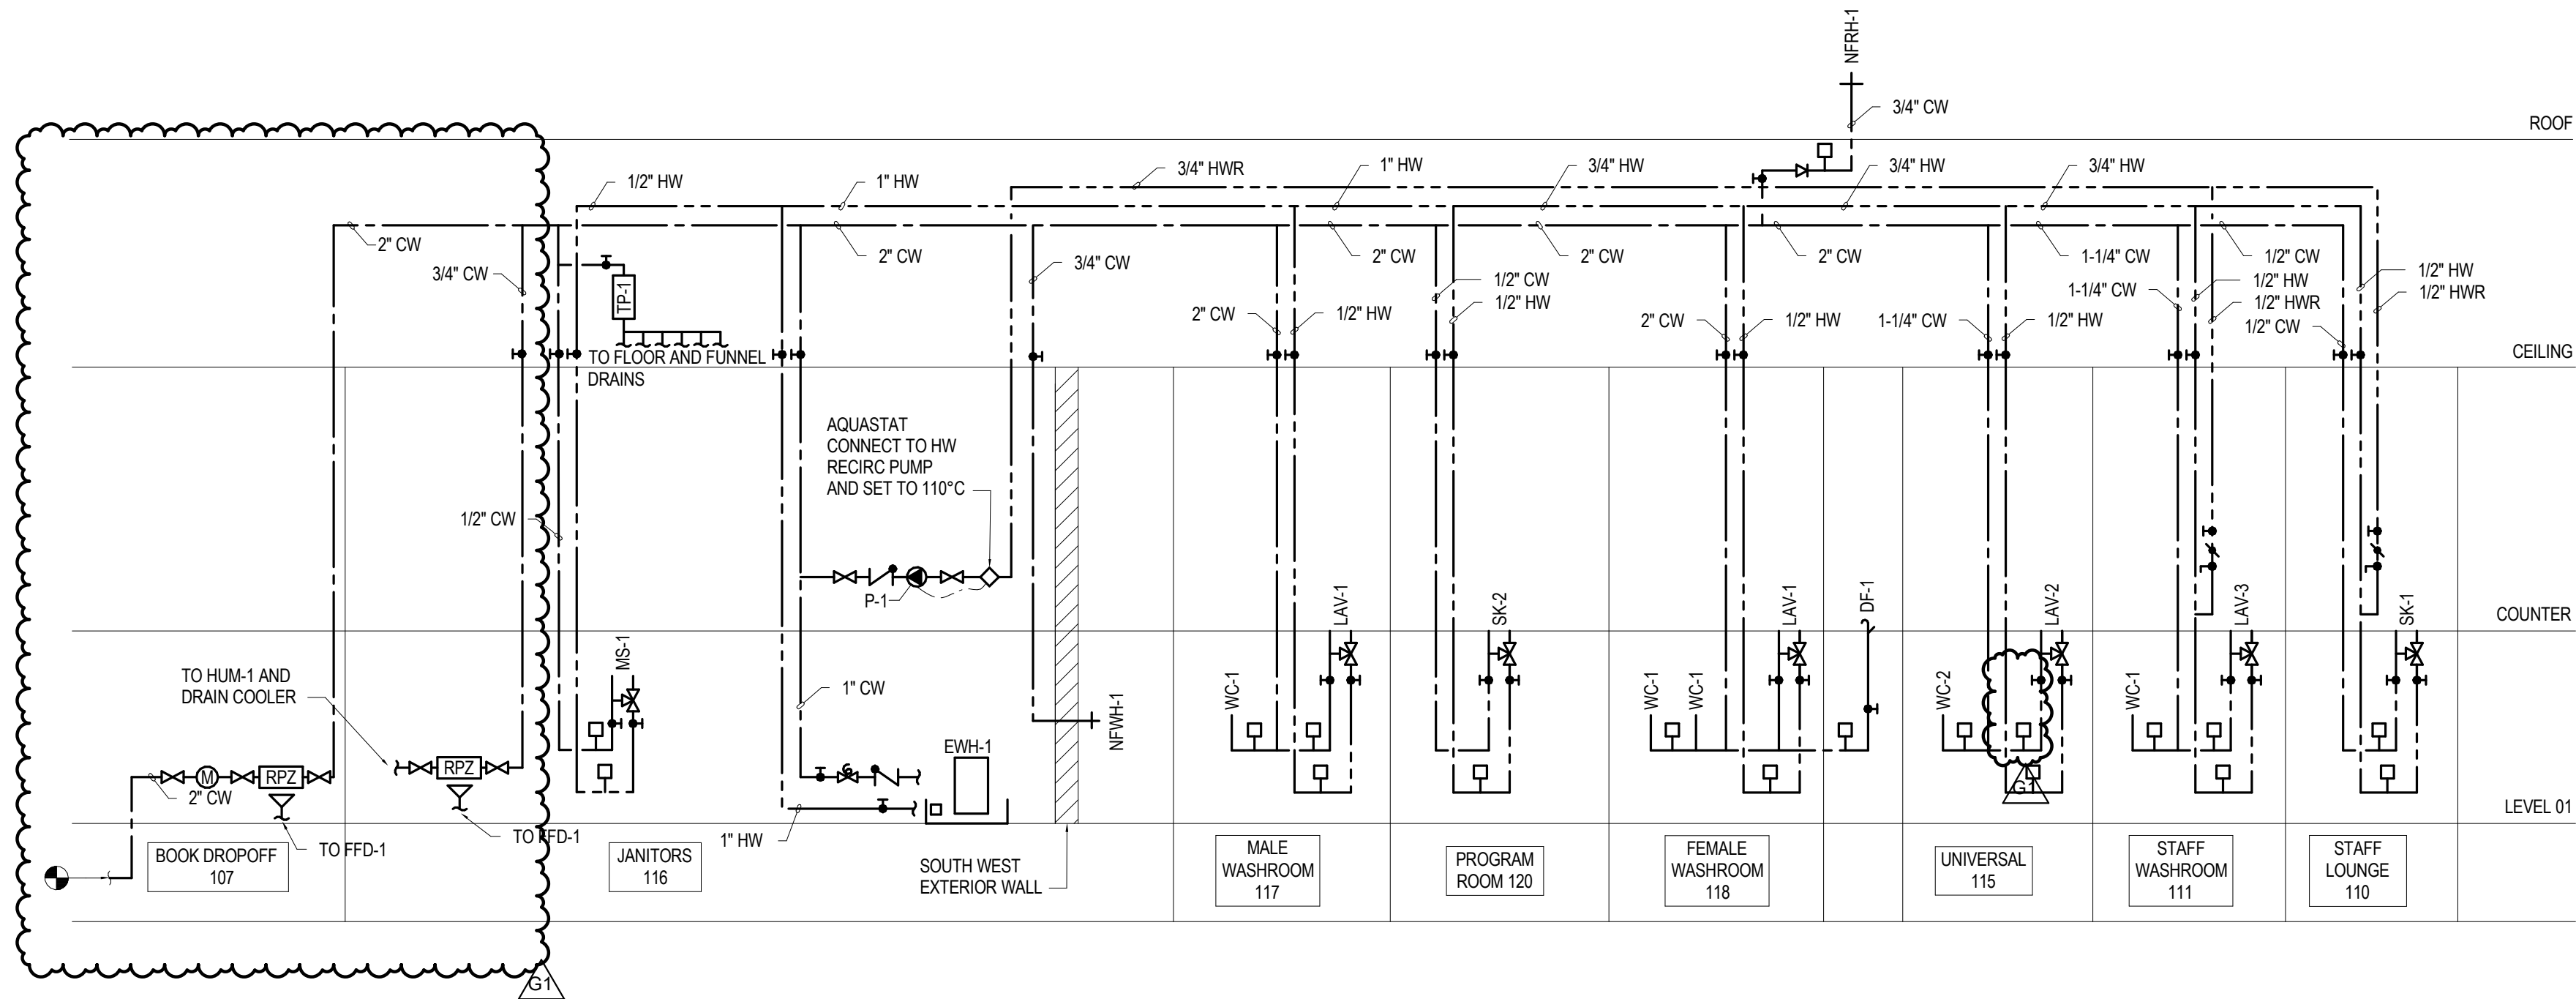 NFRH-1
3/4" CW
ROOF
1/2" HW
1" HW
3/4" HWR
1" HW
3/4" HW
3/4" HW
3/4" HW
2" CW
3/4" CW
2" CW
3/4" CW
2" CW
2" CW
2" CW
1-1/4" CW
1/2" CW
TP-1
1/2" CW
1/2" HW
1-1/4" CW
1/2" HW
1/2" HWR
1/2" CW
1/2" HW
1/2" HWR
2" CW
1/2" HW
2" CW
1/2" HW
1-1/4" CW
1/2" HW
TO FLOOR AND FUNNEL
DRAINS
CEILING
AQUASTAT
CONNECT TO HW
RECIRC PUMP
AND SET TO 110°C
1/2" CW
P-1
COUNTER
TO HUM-1 AND
DRAIN COOLER
MS-1
1" CW
NFWH-1
WC-1
LAV-1
SK-2
WC-1
WC-1
LAV-1
DF-1
WC-2
LAV-2
WC-1
LAV-3
SK-1
M
RPZ
2" CW
RPZ
EWH-1
G1
LEVEL 01
TO FFD-1
TO FFD-1
1" HW
BOOK DROPOFF
107
JANITORS
116
SOUTH WEST
EXTERIOR WALL
MALE
WASHROOM
117
PROGRAM
ROOM 120
FEMALE
WASHROOM
118
UNIVERSAL
115
STAFF
WASHROOM
111
STAFF
LOUNGE
110
G1